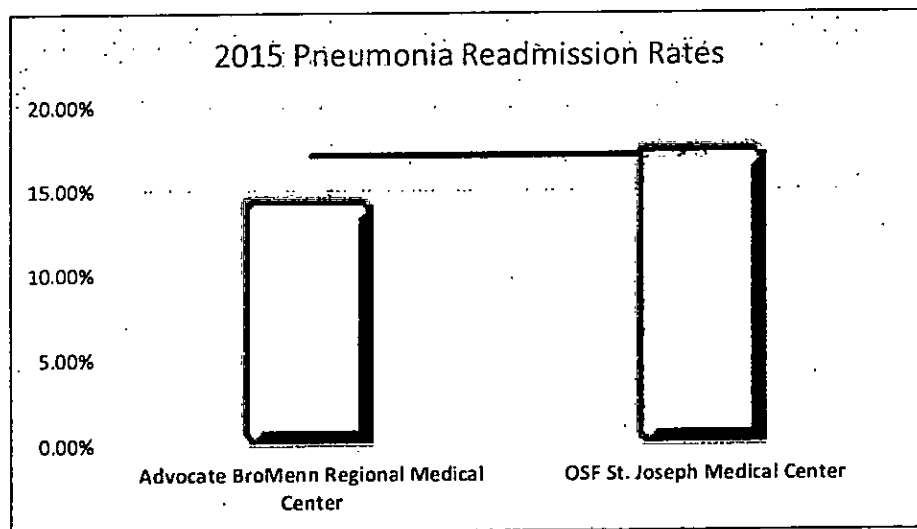 2015 Pneumonia Readmission Rates
20.00%
15.00%
10.00%
5.00%
0.00%
Advocate BroMenn Regional Medical
Center
OSF St. Joseph Medical Center